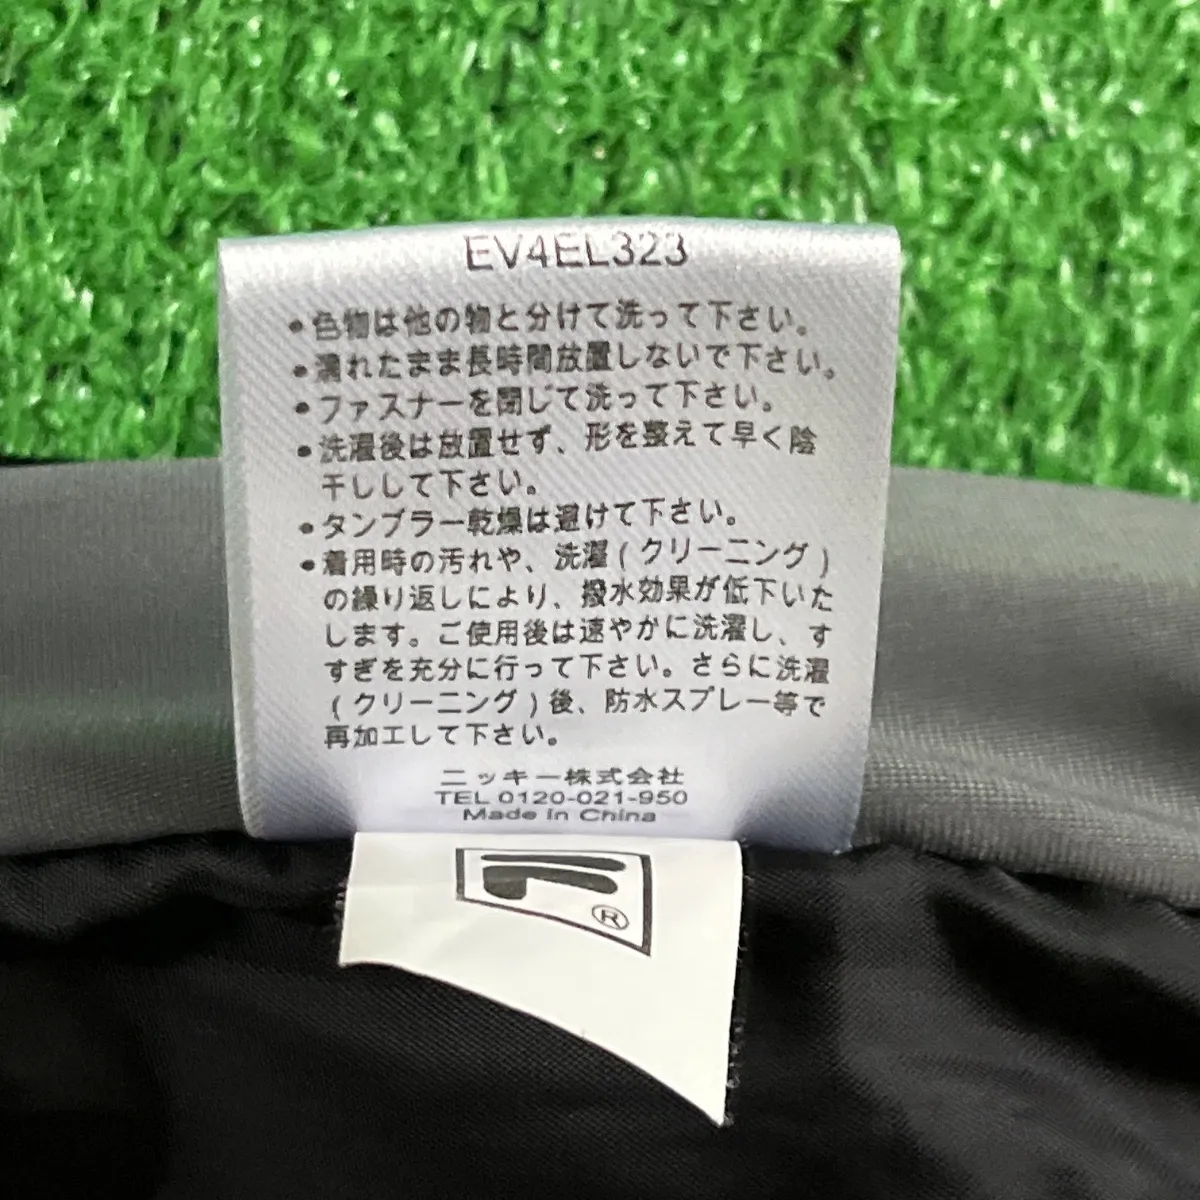 EV4EL323
•色物は他の物と分けて洗って下さい。
•濡れたまま長時間放置しないで下さい。
•ファスナーを閉じて洗って下さい。
•洗濯後は放置せず、形を整えて早く陰
干しして下さい。
•タンブラー乾燥は避けて下さい。
•着用時の汚れや、洗濯(クリーニング)
の繰り返しにより、撥水効果が低下いた
します。ご使用後は速やかに洗濯し、す
すぎを充分に行って下さい。さらに洗濯
(クリーニング)後、防水スプレー等で
再加工して下さい。
ニッキー株式会社
TEL 0120-021-950
Made in China
®